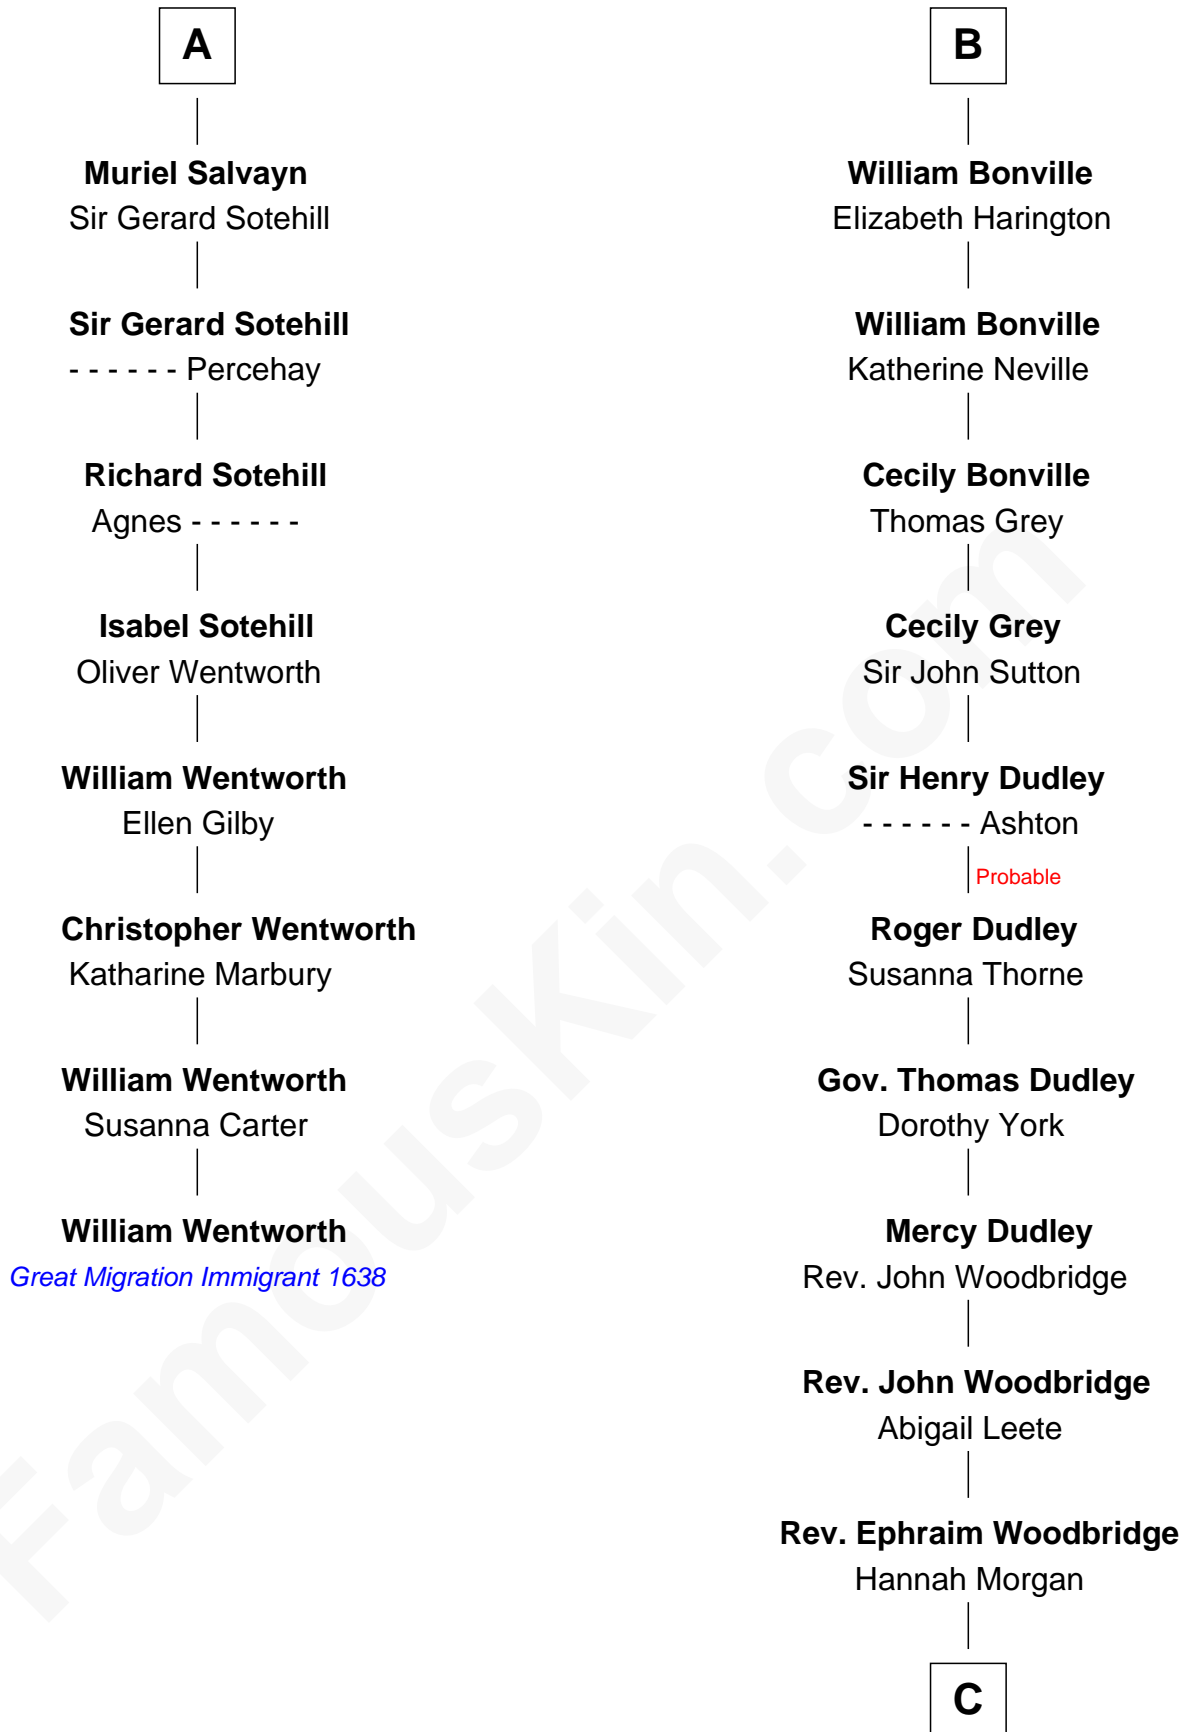 A
Muriel Salvayn
Sir Gerard Sotehill
Sir Gerard Sotehill
- - - - - - Percehay
Richard Sotehill
Agnes - - - - - -
Isabel Sotehill
Oliver Wentworth
William Wentworth
Ellen Gilby
Christopher Wentworth
Katharine Marbury
William Wentworth
Susanna Carter
William Wentworth
Great Migration Immigrant 1638
B
William Bonville
Elizabeth Harington
William Bonville
Katherine Neville
Cecily Bonville
Thomas Grey
Cecily Grey
Sir John Sutton
Sir Henry Dudley
- - - - - - Ashton
Probable
Roger Dudley
Susanna Thorne
Gov. Thomas Dudley
Dorothy York
Mercy Dudley
Rev. John Woodbridge
Rev. John Woodbridge
Abigail Leete
Rev. Ephraim Woodbridge
Hannah Morgan
C
FamousKin.com